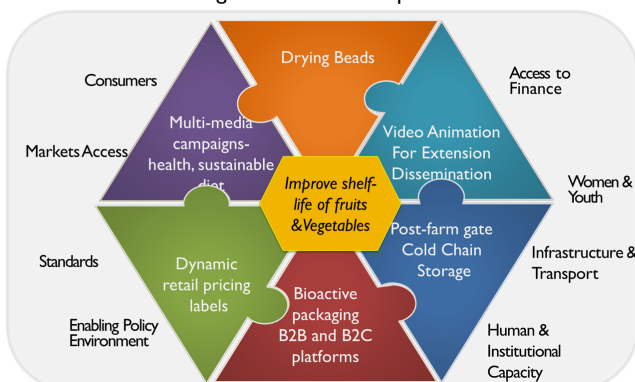 Drying Beads
Consumers
Access to
Finance
Multi-media
campaigns-
health, sustainable
diet
Video Animation
For Extension
Dissemination
Markets Access
Improve shelf-
life of fruits
&Vegetables
Women &
Youth
Post-farm gate
Cold Chain
Storage
Standards
Dynamic
retail pricing
labels
Infrastructure &
Transport
Bioactive
packaging
B2B and B2C
platforms
Enabling Policy
Environment
Human &
Institutional
Capacity